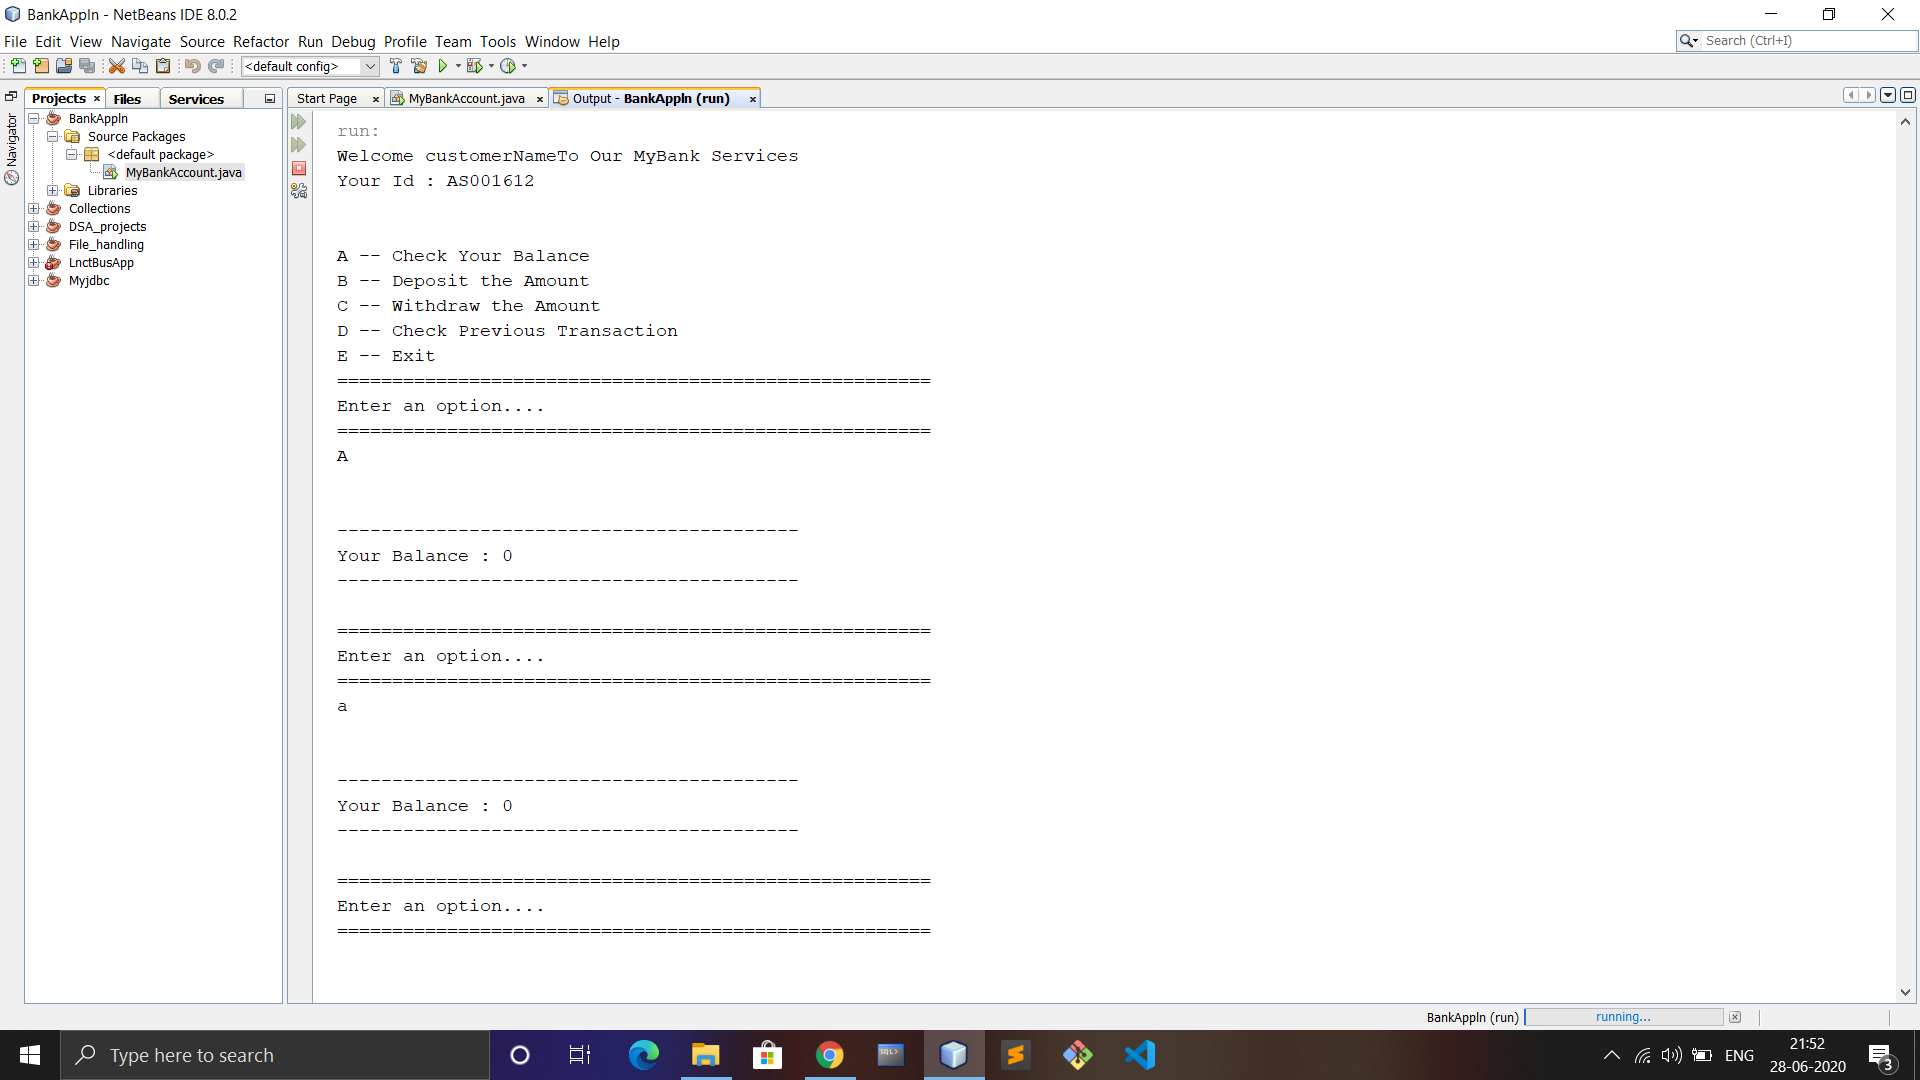 BankAppln - NetBeans IDE 8.0.2
File Edit View Navigate Source Refactor Run Debug Profile Team Tools Window Help
Search (Ctrl+I)
<default config>
Projects Files Services
Start Page MyBankAccount.java Output - BankAppln (run)
Navigator
BankAppln
Source Packages
<default package>
MyBankAccount.java
Libraries
Collections
DSA_projects
File_handling
LnctBusApp
Myjdbc
run:
Welcome customerNameTo Our MyBank Services
Your Id : AS001612
A -- Check Your Balance
B -- Deposit the Amount
C -- Withdraw the Amount
D -- Check Previous Transaction
E -- Exit
======================================================
Enter an option....
======================================================
A
------------------------------------------
Your Balance : 0
------------------------------------------
======================================================
Enter an option....
======================================================
a
------------------------------------------
Your Balance : 0
------------------------------------------
======================================================
Enter an option....
======================================================
BankAppln (run) running...
Type here to search
SQL>
ENG
21:52
28-06-2020
3